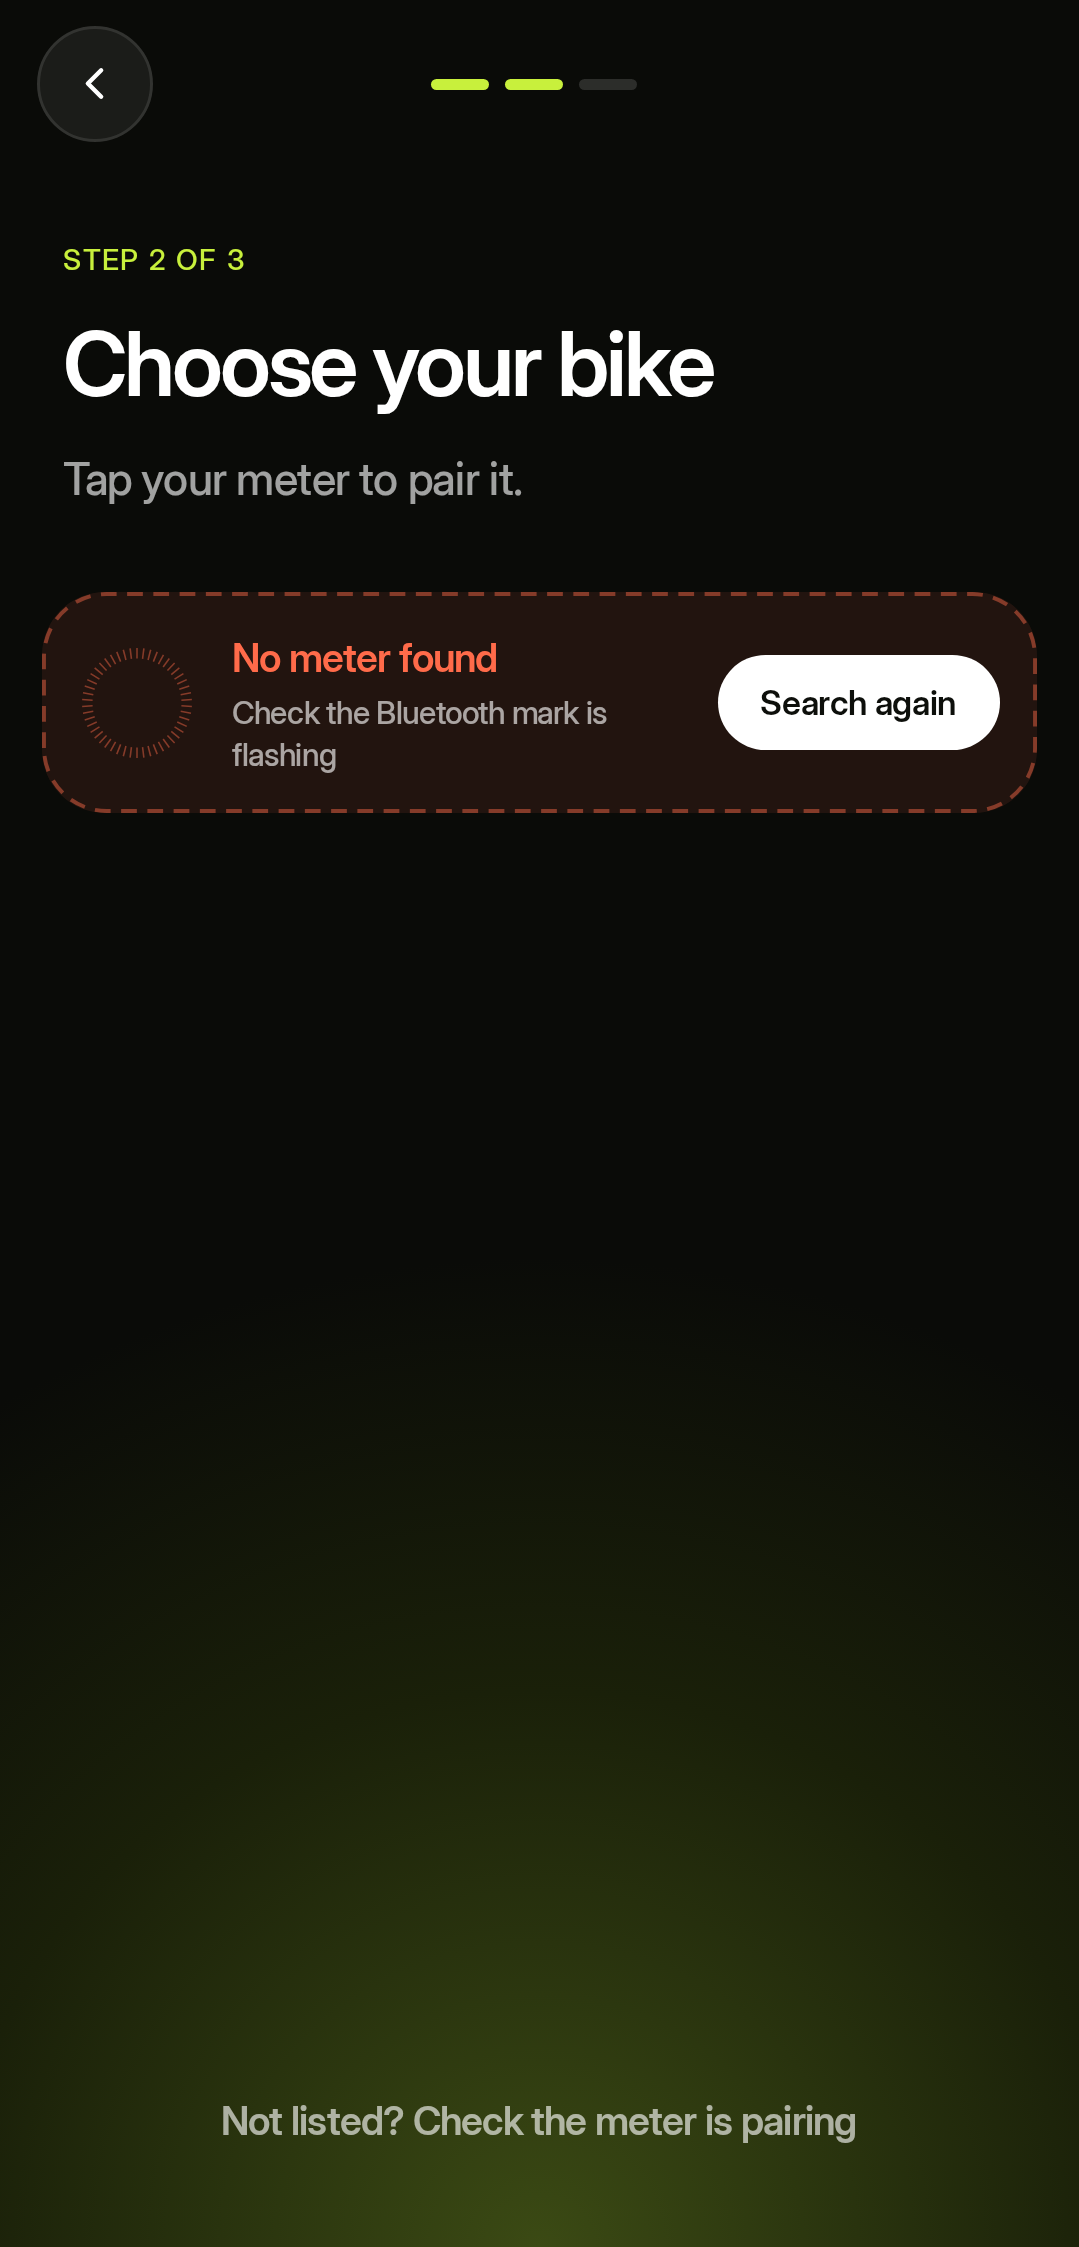 STEP 2 OF 3
Choose your bike
Tap your meter to pair it.
No meter found
Check the Bluetooth mark is
flashing
Search again
Not listed? Check the meter is pairing